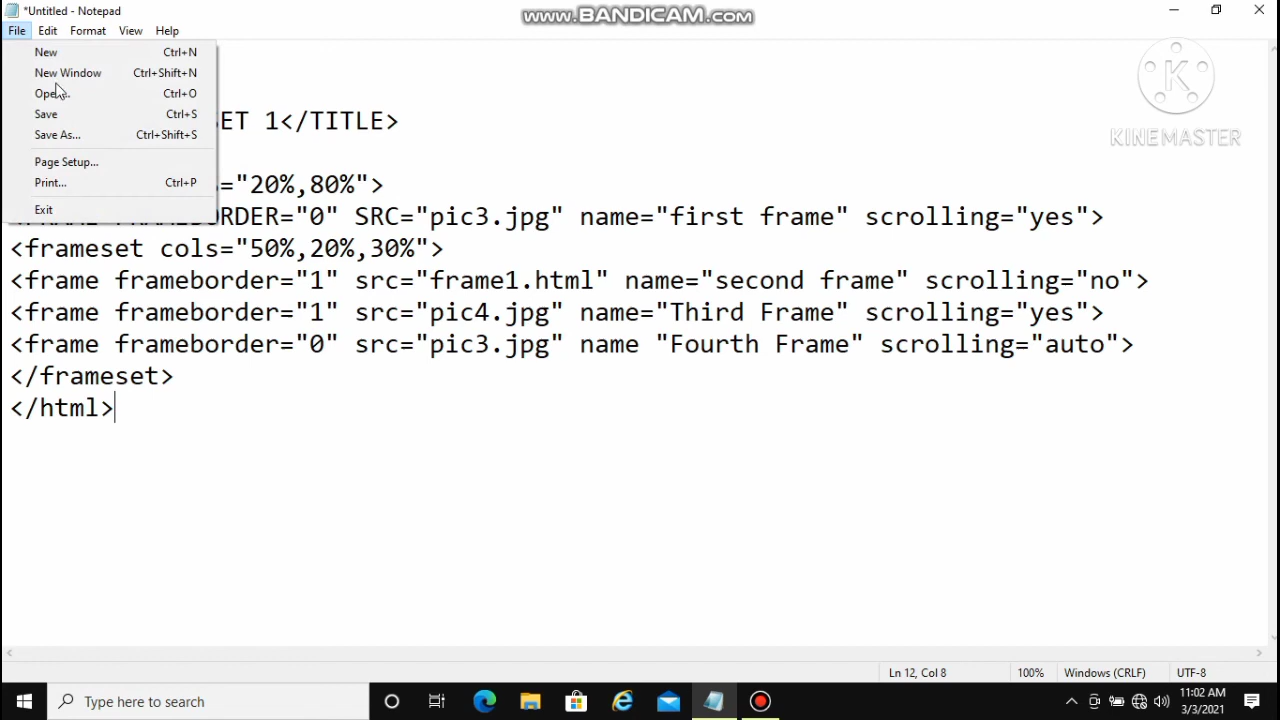 *Untitled - Notepad
WWW.BANDICAM.COM
File Edit Format View Help
New Ctrl+N
New Window Ctrl+Shift+N
Save Ctrl+S
Save As... Ctrl+Shift+S
Page Setup... 
Print... Ctrl+P
Exit
K
KINEMASTER
ET 1</TITLE>
="20%,80%">
RDER="0" SRC="pic3.jpg" name="first frame" scrolling="yes">
<frameset cols="50%,20%,30%">
<frame frameborder="1" src="frame1.html" name="second frame" scrolling="no">
<frame frameborder="1" src="pic4.jpg" name="Third Frame" scrolling="yes">
<frame frameborder="0" src="pic3.jpg" name "Fourth Frame" scrolling="auto">
</frameset>
</html>
Ln 12, Col 8 100% Windows (CRLF) UTF-8
Type here to search
11:02 AM
3/3/2021